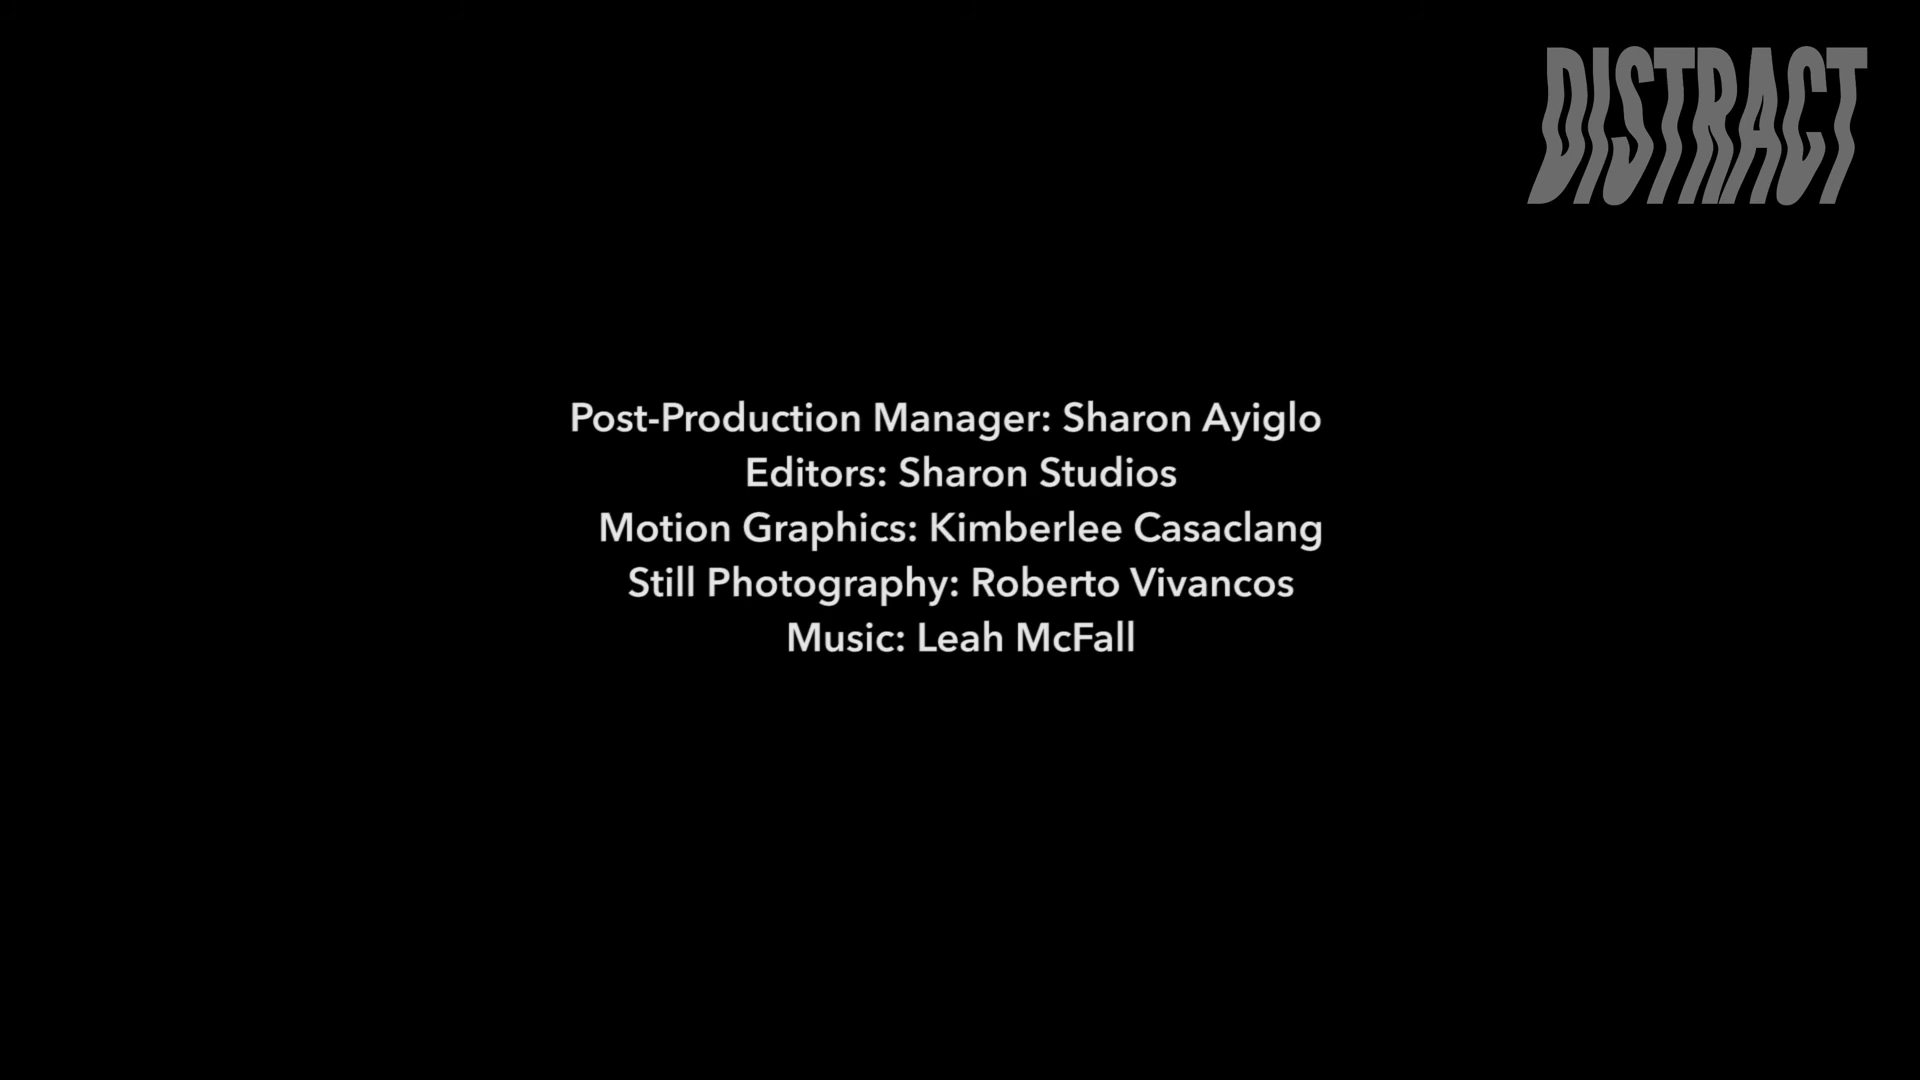 DISTRACT
Post-Production Manager: Sharon Ayiglo
Editors: Sharon Studios
Motion Graphics: Kimberlee Casaclang
Still Photography: Roberto Vivancos
Music: Leah McFall